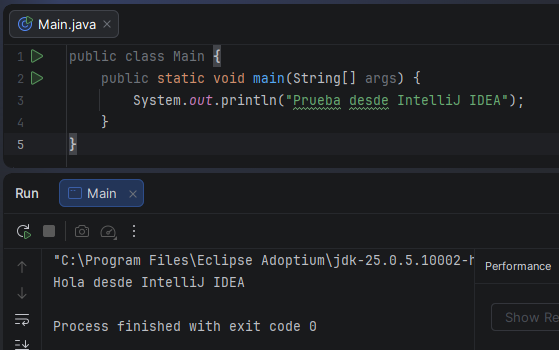 Main.java
1 public class Main {
2 public static void main(String[] args) {
3 System.out.println("Prueba desde IntelliJ IDEA");
4 }
5 }
Run Main
"C:\Program Files\Eclipse Adoptium\jdk-25.0.5.10002-h
Performance
Hola desde IntelliJ IDEA
Show Re
Process finished with exit code 0